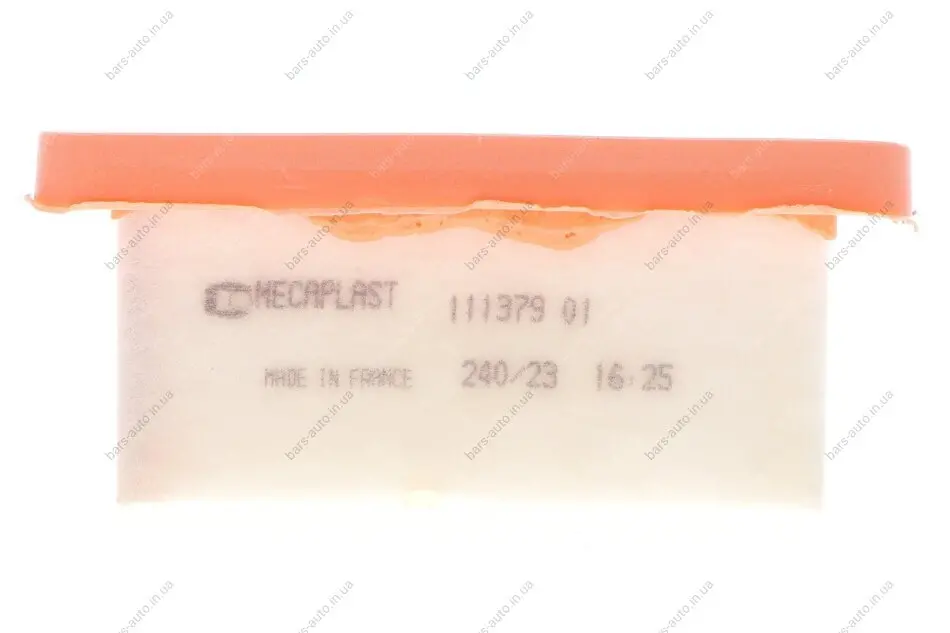 MECAPLAST 111379 01
MADE IN FRANCE 240/23 16:25
bars-auto.in.ua